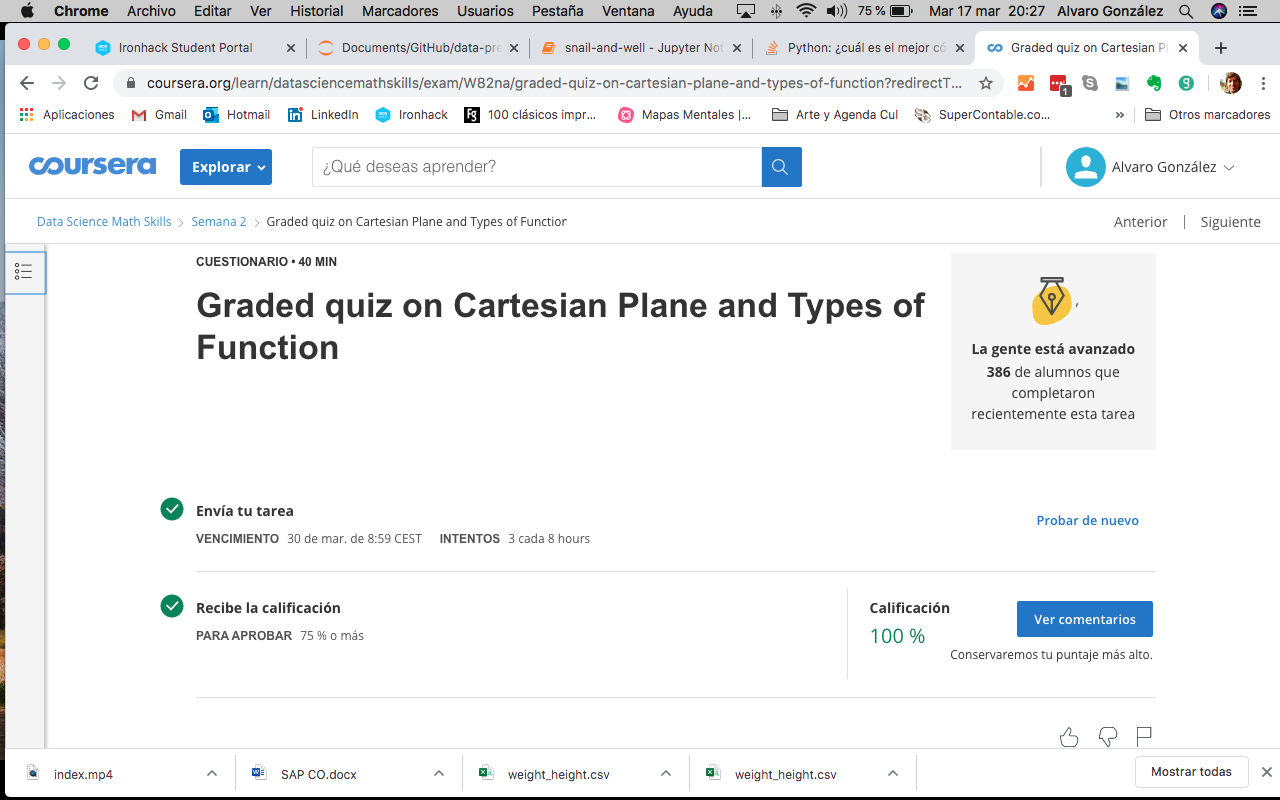 Chrome Archivo Editar Ver Historial Marcadores Usuarios Pestaña Ventana Ayuda 75 % Mar 17 mar 20:27 Alvaro González
Ironhack Student Portal Documents/GitHub/data-pre snail-and-well - Jupyter Not Python: ¿cuál es el mejor có Graded quiz on Cartesian Pl
coursera.org/learn/datasciencemathskills/exam/W82na/graded-quiz-on-cartesian-plane-and-types-of-function?redirectT... 1
Aplicaciones Gmail Hotmail LinkedIn Ironhack Fg 100 clásicos impr... Mapas Mentales |... Arte y Agenda Cul SuperContable.co... » Otros marcadores
coursera Explorar ¿Qué deseas aprender? Alvaro González
Data Science Math Skills > Semana 2 > Graded quiz on Cartesian Plane and Types of Function Anterior | Siguiente
CUESTIONARIO • 40 MIN
Graded quiz on Cartesian Plane and Types of
Function
La gente está avanzado
386 de alumnos que
completaron
recientemente esta tarea
Envía tu tarea
VENCIMIENTO 30 de mar. de 8:59 CEST INTENTOS 3 cada 8 hours
Probar de nuevo
Recibe la calificación
PARA APROBAR 75 % o más
Calificación
100 %
Ver comentarios
Conservaremos tu puntaje más alto.
index.mp4 SAP CO.docx weight_height.csv weight_height.csv Mostrar todas